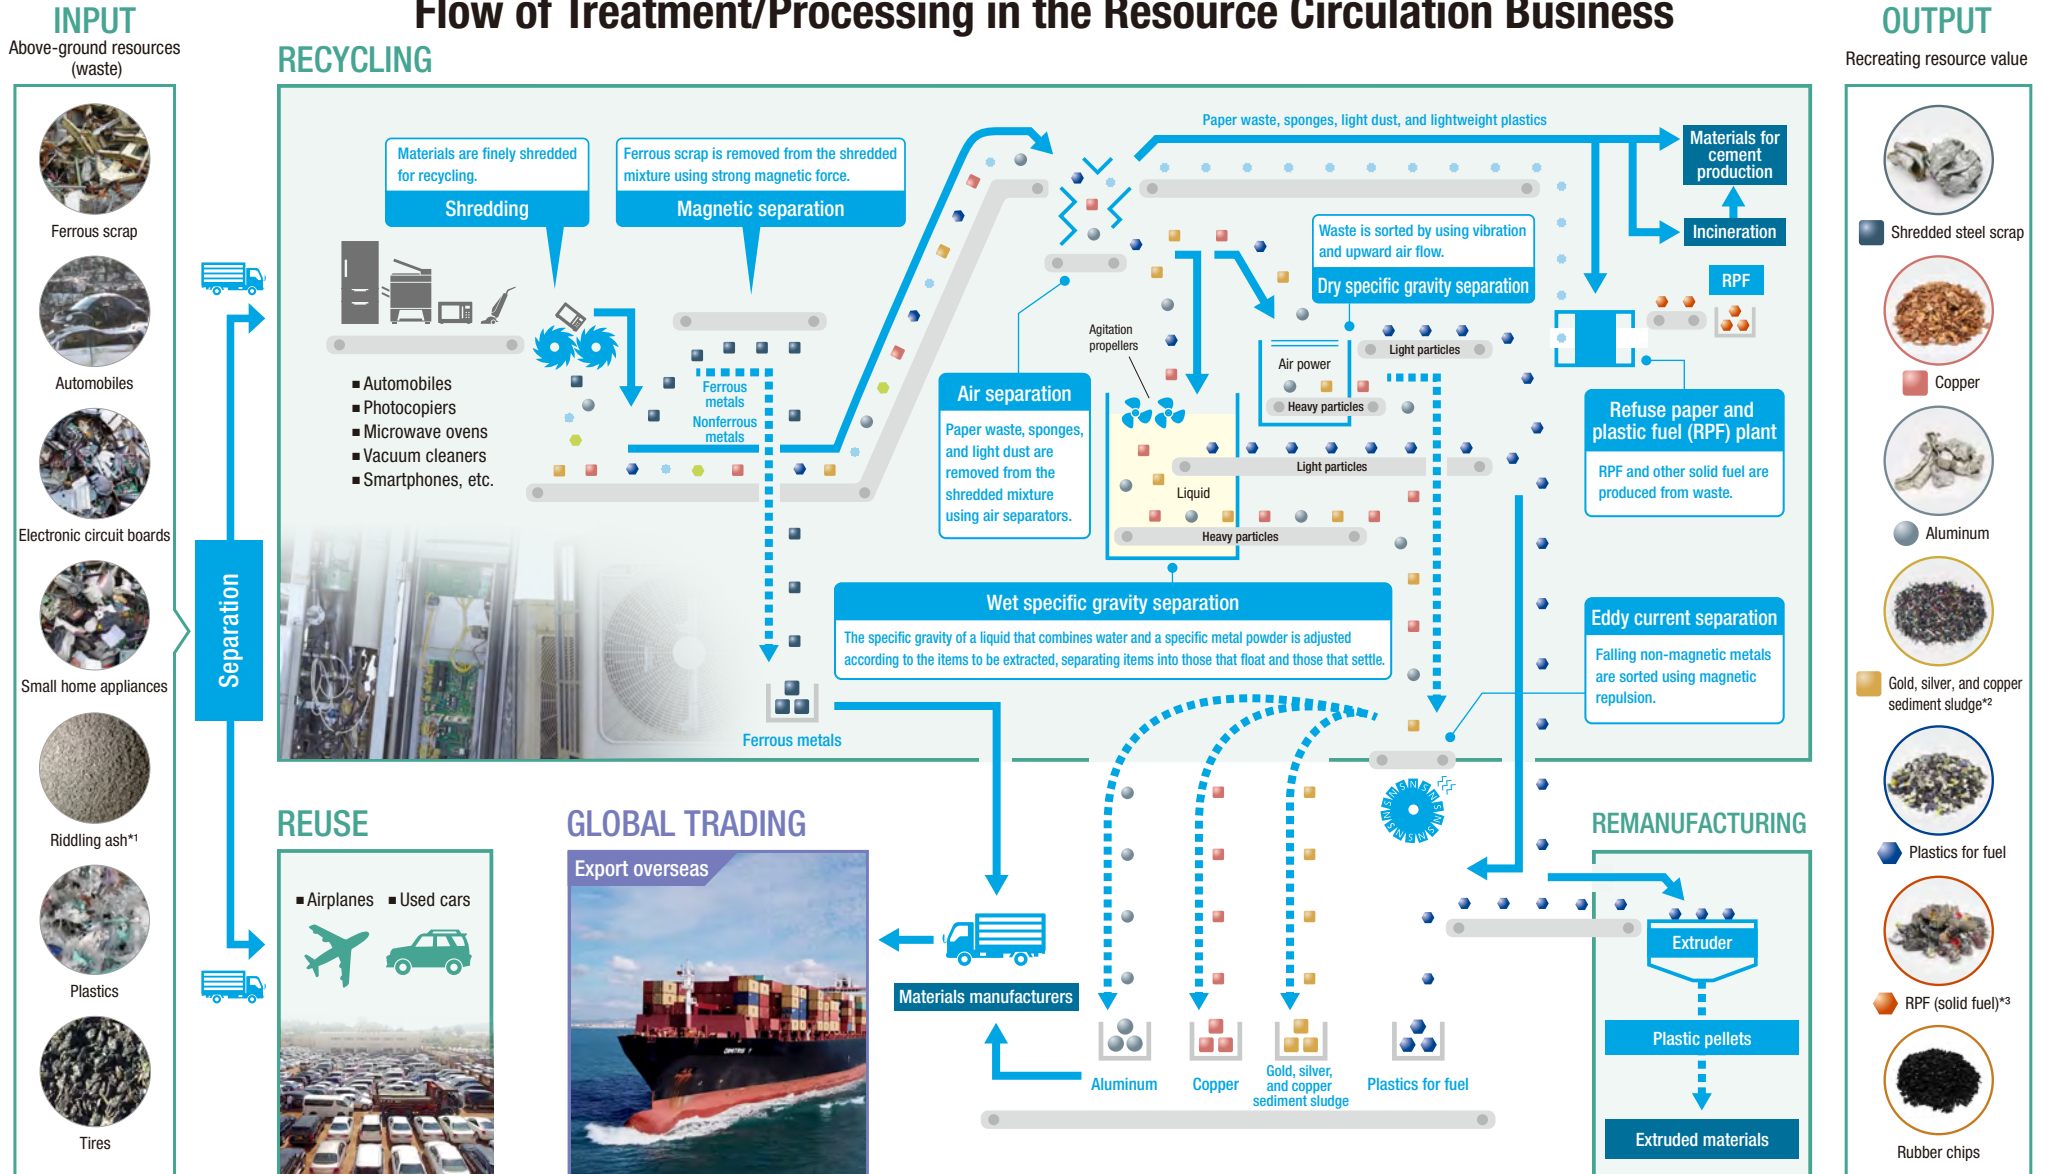 Flow of Treatment/Processing in the Resource Circulation Business
INPUT
Above-ground resources
(waste)
Ferrous scrap
Automobiles
Electronic circuit boards
Small home appliances
Riddling ash*1
Plastics
Tires
Separation
RECYCLING
Materials are finely shredded
for recycling.
Shredding
Ferrous scrap is removed from the shredded
mixture using strong magnetic force.
Magnetic separation
■ Automobiles
■ Photocopiers
■ Microwave ovens
■ Vacuum cleaners
■ Smartphones, etc.
Ferrous
metals
Nonferrous
metals
Ferrous metals
Paper waste, sponges, light dust, and lightweight plastics
Materials for
cement
production
Incineration
RPF
Waste is sorted by using vibration
and upward air flow.
Dry specific gravity separation
Agitation
propellers
Air power
Light particles
Heavy particles
Air separation
Paper waste, sponges,
and light dust are
removed from the
shredded mixture
using air separators.
Light particles
Liquid
Heavy particles
Refuse paper and
plastic fuel (RPF) plant
RPF and other solid fuel are
produced from waste.
Wet specific gravity separation
The specific gravity of a liquid that combines water and a specific metal powder is adjusted
according to the items to be extracted, separating items into those that float and those that settle.
Eddy current separation
Falling non-magnetic metals
are sorted using magnetic
repulsion.
N S N S N S N S N S N S
REUSE
■ Airplanes ■ Used cars
GLOBAL TRADING
Export overseas
Materials manufacturers
Aluminum
Copper
Gold, silver,
and copper
sediment sludge
Plastics for fuel
REMANUFACTURING
Extruder
Plastic pellets
Extruded materials
OUTPUT
Recreating resource value
Shredded steel scrap
Copper
Aluminum
Gold, silver, and copper
sediment sludge*2
Plastics for fuel
RPF (solid fuel)*3
Rubber chips